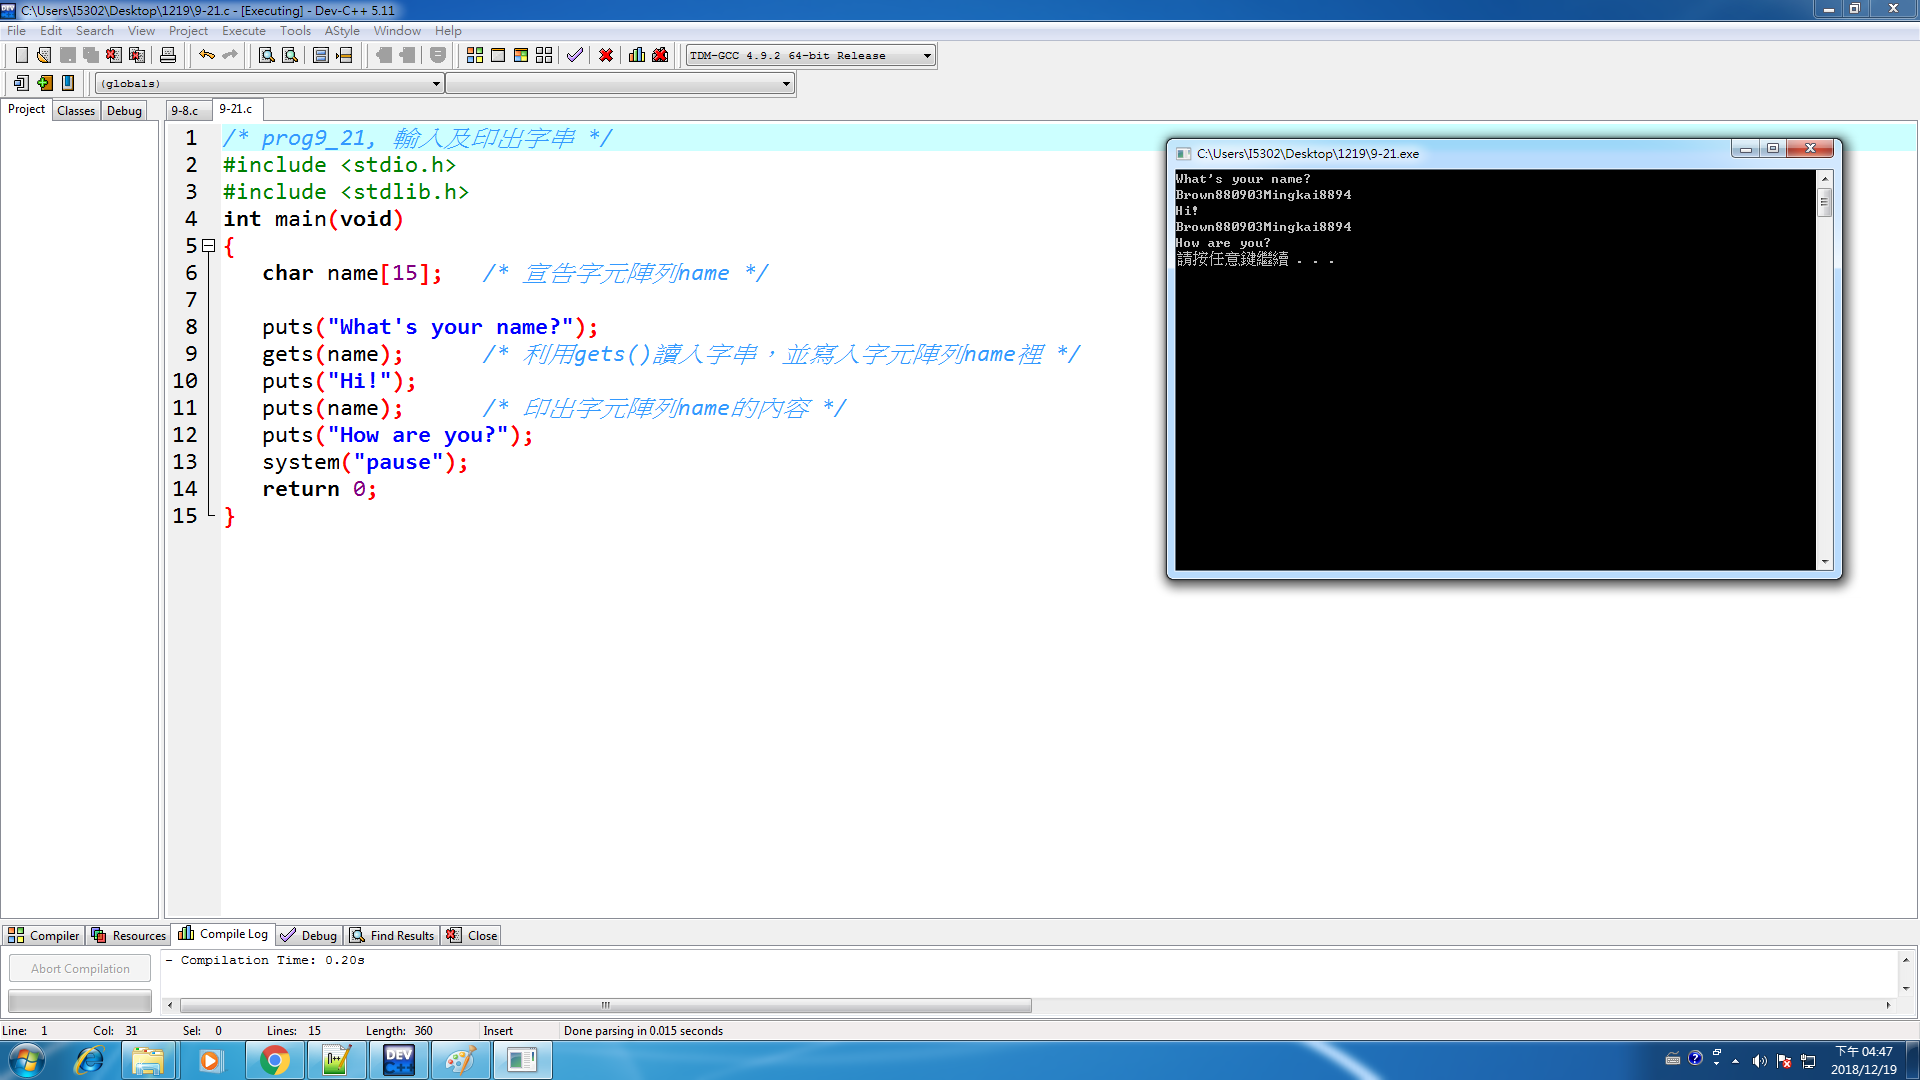 C:\Users\I5302\Desktop\1219\9-21.c - [Executing] - Dev-C++ 5.11
File Edit Search View Project Execute Tools AStyle Window Help
TDM-GCC 4.9.2 64-bit Release
(globals)
Project Classes Debug 9-8.c 9-21.c
1 /* prog9_21, 輸入及印出字串 */
2 #include <stdio.h>
3 #include <stdlib.h>
4 int main(void)
5 {
6 char name[15]; /* 宣告字元陣列name */
7
8 puts("What's your name?");
9 gets(name); /* 利用gets()讀入字串，並寫入字元陣列name裡 */
10 puts("Hi!");
11 puts(name); /* 印出字元陣列name的內容 */
12 puts("How are you?");
13 system("pause");
14 return 0;
15 }
C:\Users\I5302\Desktop\1219\9-21.exe
What's your name?
Brown880903Mingkai8894
Hi!
Brown880903Mingkai8894
How are you?
請按任意鍵繼續 . . .
Compiler Resources Compile Log Debug Find Results Close
Abort Compilation
- Compilation Time: 0.20s
Line: 1 Col: 31 Sel: 0 Lines: 15 Length: 360 Insert Done parsing in 0.015 seconds
DEV C++
下午 04:47
2018/12/19